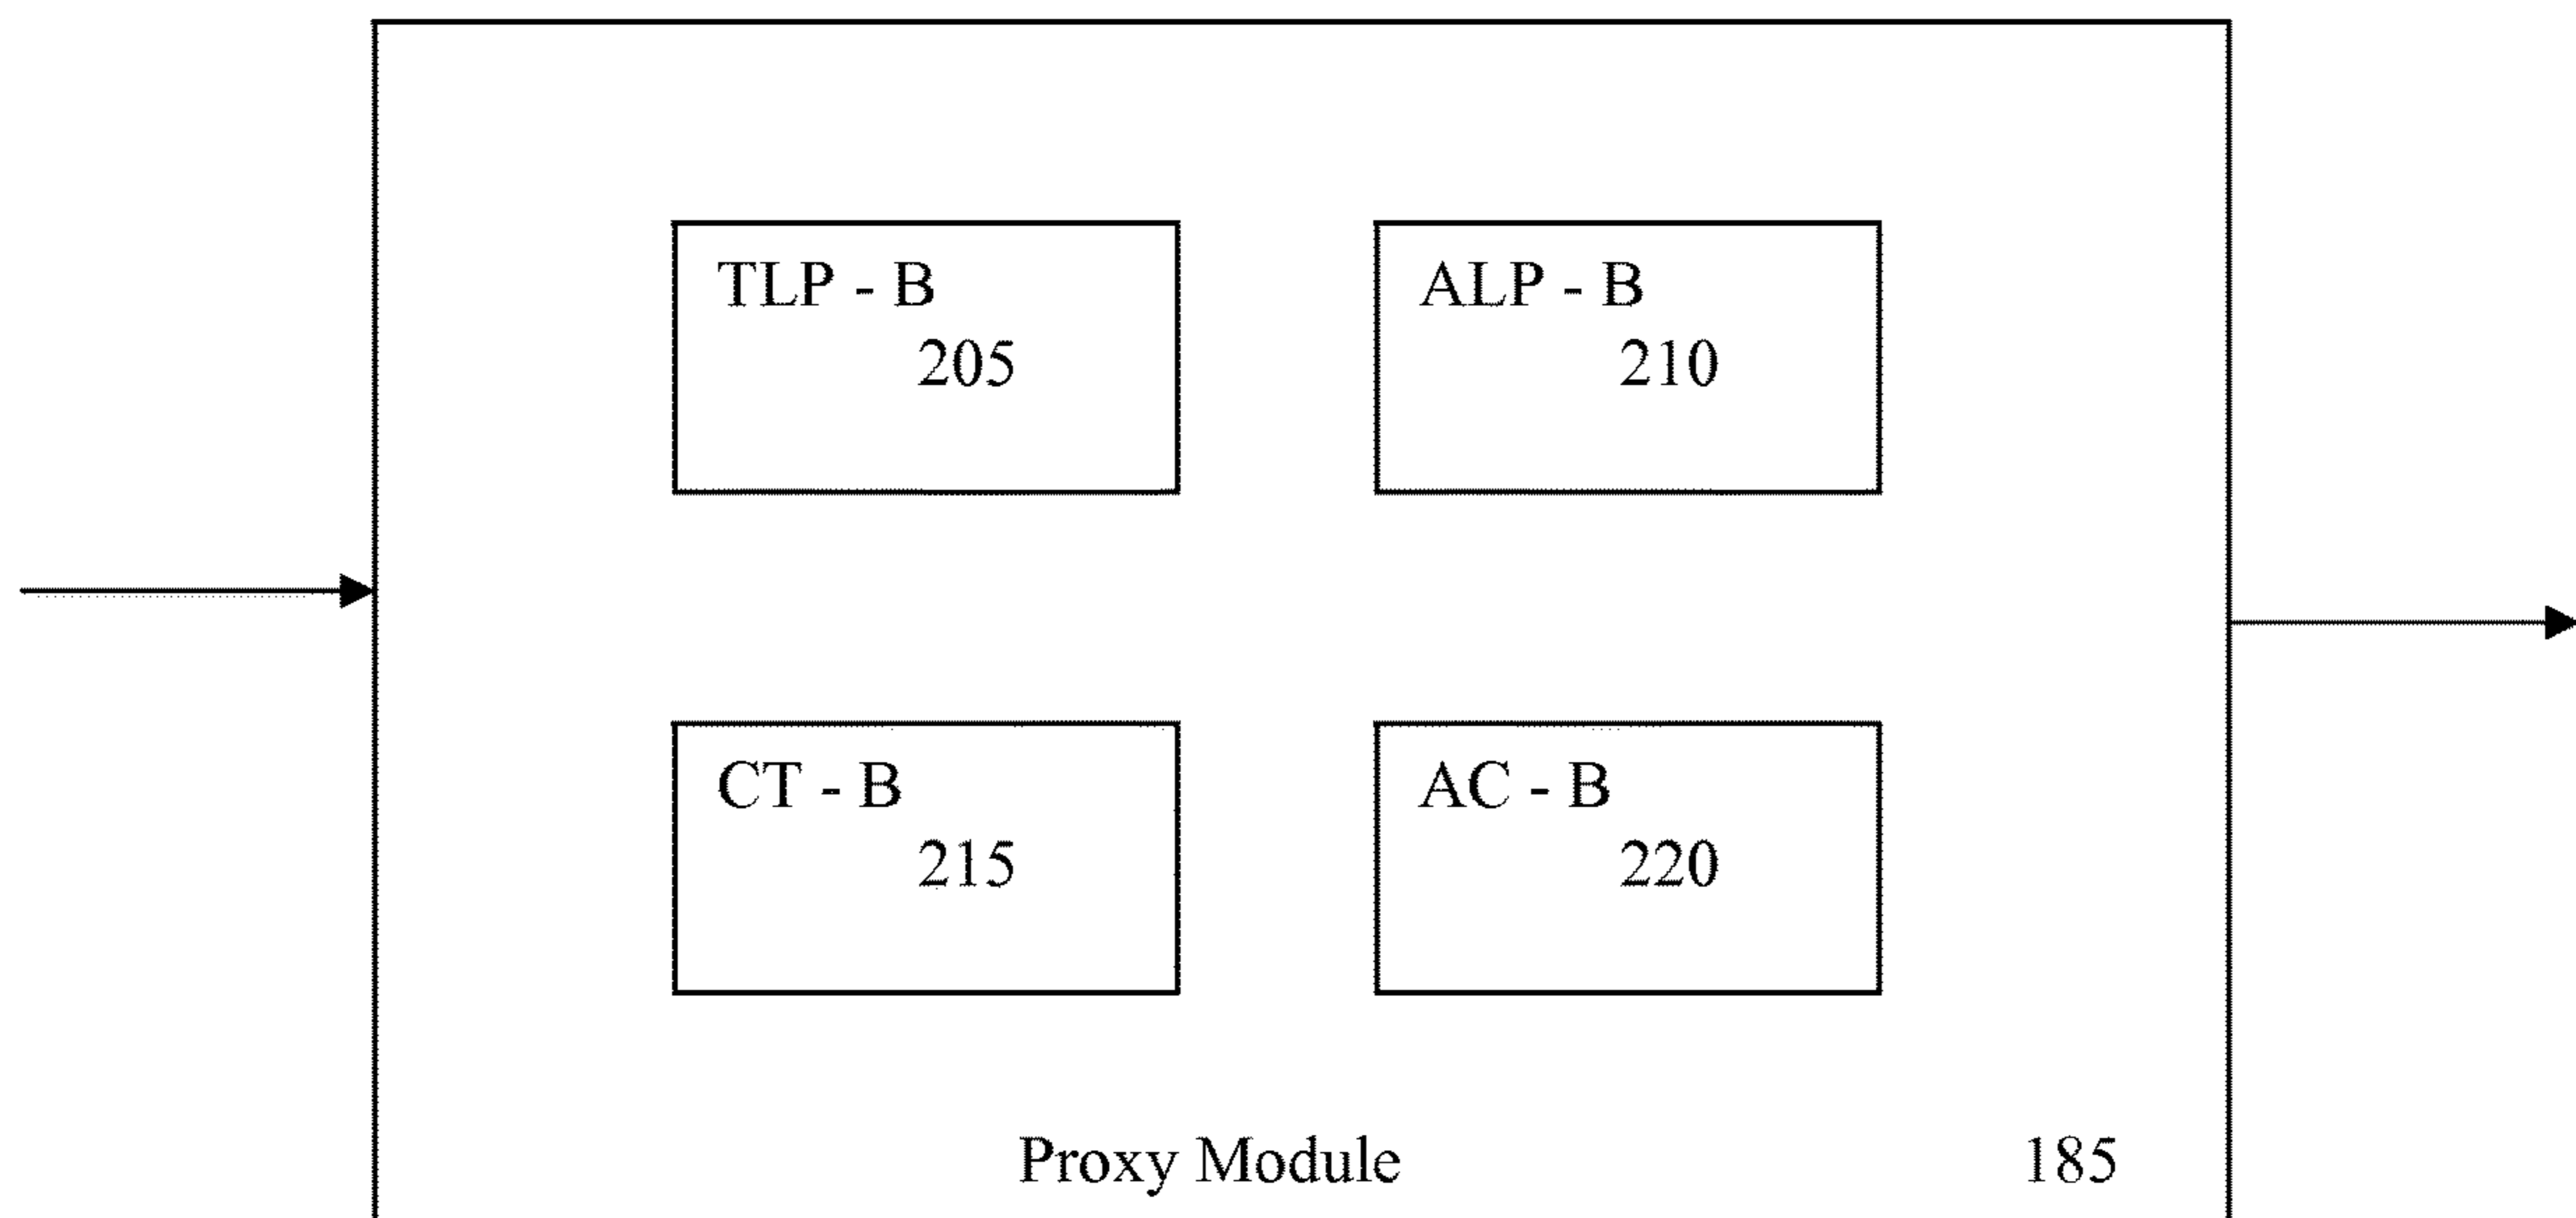 TLP - B
205
ALP - B
210
CT - B
215
AC - B
220
Proxy Module
185